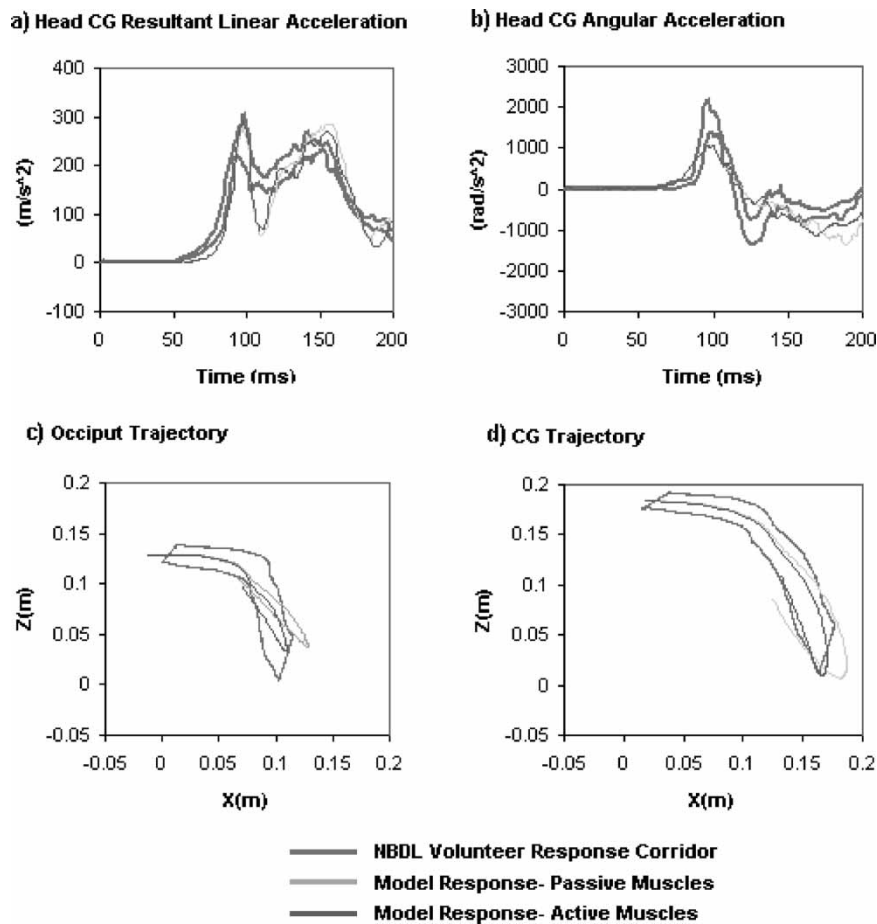 a) Head CG Resultant Linear Acceleration
400
300
200
100
0
-100
(m/s^2)
0 50 100 150 200
Time (ms)
b) Head CG Angular Acceleration
3000
2000
1000
0
-1000
-2000
-3000
(rad/s^2)
0 50 100 150 200
Time (ms)
c) Occiput Trajectory
0.2
0.15
0.1
0.05
0
-0.05
Z(m)
-0.05 0 0.05 0.1 0.15 0.2
X(m)
d) CG Trajectory
0.2
0.15
0.1
0.05
0
-0.05
Z(m)
-0.05 0 0.05 0.1 0.15 0.2
X(m)
NBDL Volunteer Response Corridor
Model Response- Passive Muscles
Model Response- Active Muscles